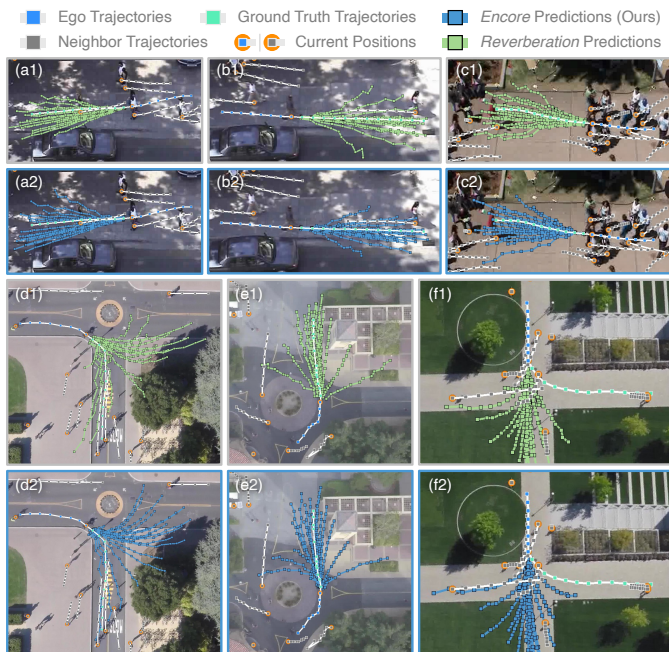 Ego Trajectories Ground Truth Trajectories Encore Predictions (Ours)
Neighbor Trajectories Current Positions Reverberation Predictions
(a1) (b1) (c1)
(a2) (b2) (c2)
(d1) (e1) (f1)
(d2) (e2) (f2)